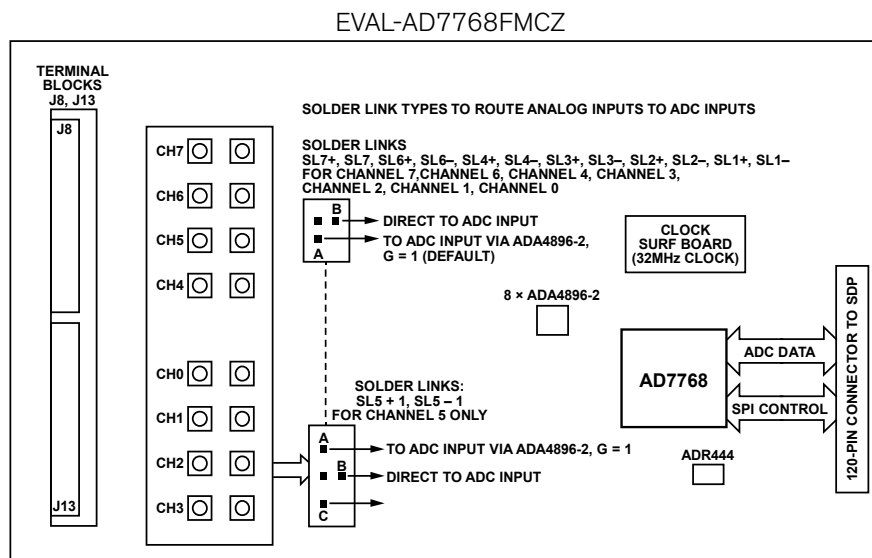 EVAL-AD7768FMCZ
TERMINAL
BLOCKS
J8, J13
J8
J13
CH7
CH6
CH5
CH4
CH0
CH1
CH2
CH3
SOLDER LINK TYPES TO ROUTE ANALOG INPUTS TO ADC INPUTS
SOLDER LINKS
SL7+, SL7, SL6+, SL6–, SL4+, SL4–, SL3+, SL3–, SL2+, SL2–, SL1+, SL1–
FOR CHANNEL 7,CHANNEL 6, CHANNEL 4, CHANNEL 3,
CHANNEL 2, CHANNEL 1, CHANNEL 0
B
DIRECT TO ADC INPUT
TO ADC INPUT VIA ADA4896-2,
G = 1 (DEFAULT)
A
CLOCK
SURF BOARD
(32MHz CLOCK)
8 × ADA4896-2
AD7768
ADC DATA
SPI CONTROL
120-PIN CONNECTOR TO SDP
ADR444
SOLDER LINKS:
SL5 + 1, SL5 – 1
FOR CHANNEL 5 ONLY
A
TO ADC INPUT VIA ADA4896-2, G = 1
B
DIRECT TO ADC INPUT
C